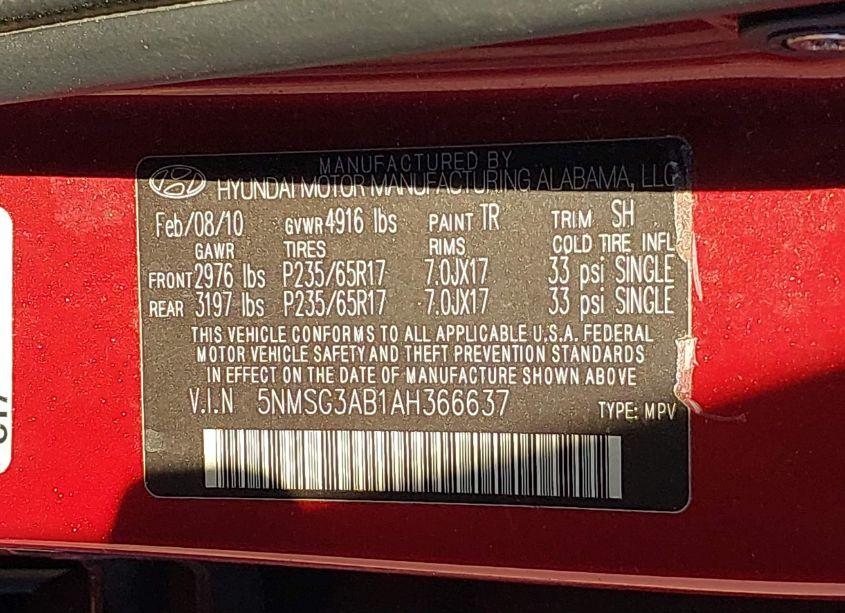 MANUFACTURED BY
HYUNDAI MOTOR MANUFACTURING ALABAMA, LLC
Feb/08/10 GVWR 4916 lbs PAINT TR TRIM SH
GAWR TIRES RIMS COLD TIRE INFL
FRONT 2976 lbs P235/65R17 7.0JX17 33 psi SINGLE
REAR 3197 lbs P235/65R17 7.0JX17 33 psi SINGLE
THIS VEHICLE CONFORMS TO ALL APPLICABLE U.S.A. FEDERAL
MOTOR VEHICLE SAFETY AND THEFT PREVENTION STANDARDS
IN EFFECT ON THE DATE OF MANUFACTURE SHOWN ABOVE
V.I.N 5NMSG3AB1AH366637 TYPE: MPV